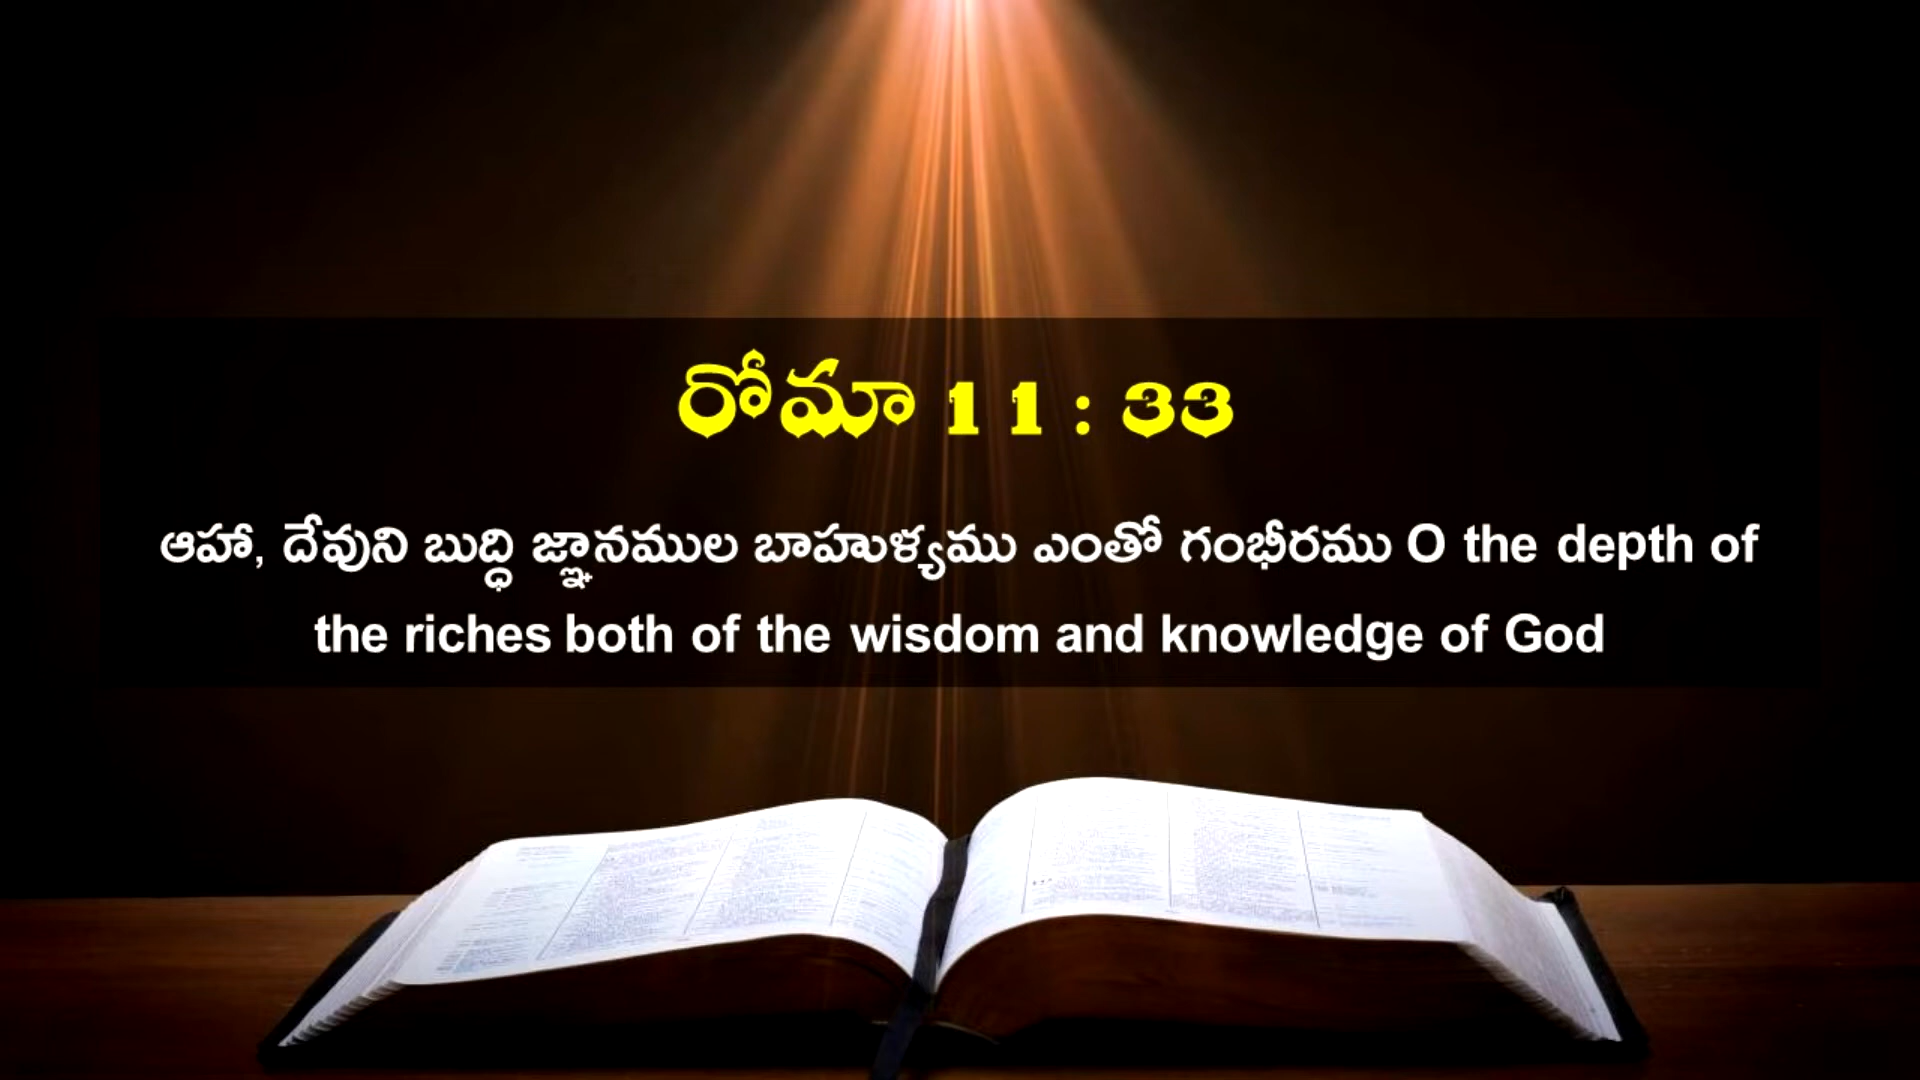 రోమా 11 : 33
ఆహా, దేవుని బుద్ధి జ్ఞానముల బాహుళ్యము ఎంతో గంభీరము O the depth of
the riches both of the wisdom and knowledge of God